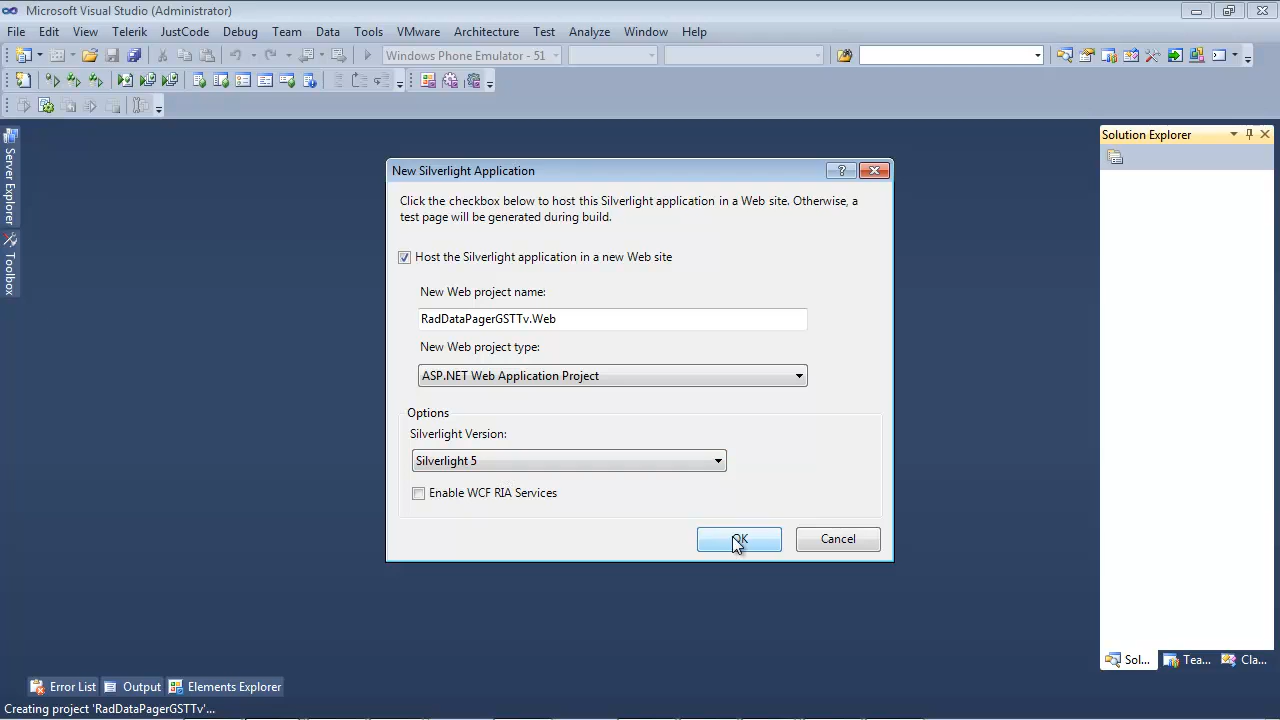 Microsoft Visual Studio (Administrator)
File Edit View Telerik JustCode Debug Team Data Tools VMware Architecture Test Analyze Window Help
Windows Phone Emulator - 51
Solution Explorer
Server Explorer
Toolbox
New Silverlight Application
Click the checkbox below to host this Silverlight application in a Web site. Otherwise, a
test page will be generated during build.
Host the Silverlight application in a new Web site
New Web project name:
RadDataPagerGSTTv.Web
New Web project type:
ASP.NET Web Application Project
Options
Silverlight Version:
Silverlight 5
Enable WCF RIA Services
OK Cancel
Sol... Tea... Cla...
Error List Output Elements Explorer
Creating project 'RadDataPagerGSTTv'...